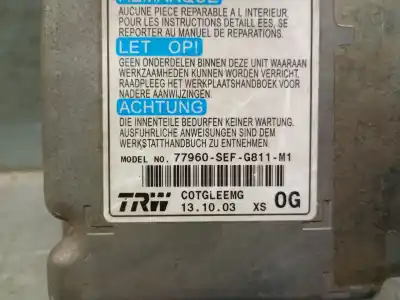 REMARQUE
AUCUNE PIECE REPARABLE A L INTERIEUR.
POUR LES INSTRUCTIONS DETAILL EES, SE
REPORTER AU MANUEL DE REPARATIONS.
LET OP!
GEEN ONDERDELEN BINNEN DEZE UNIT WAARAAN
WERKZAAMHEDEN KUNNEN WORDEN VERRICHT.
RAADPLEEG HET WERKPLAATSHANDBOEK VOOR
NADERE AANWIJZINGEN.
ACHTUNG
DIE INNENTEILE BEDURFEN KEINER WARTUNG.
AUSFUHRLICHE ANWEISUNGEN SIND DEM
WERKSTATTHANDBUCH ZU ENTNEHMEN.
MODEL NO. 77960-SEF-G811-M1
TRW COTGLEEMG
13.10.03 XS 0G